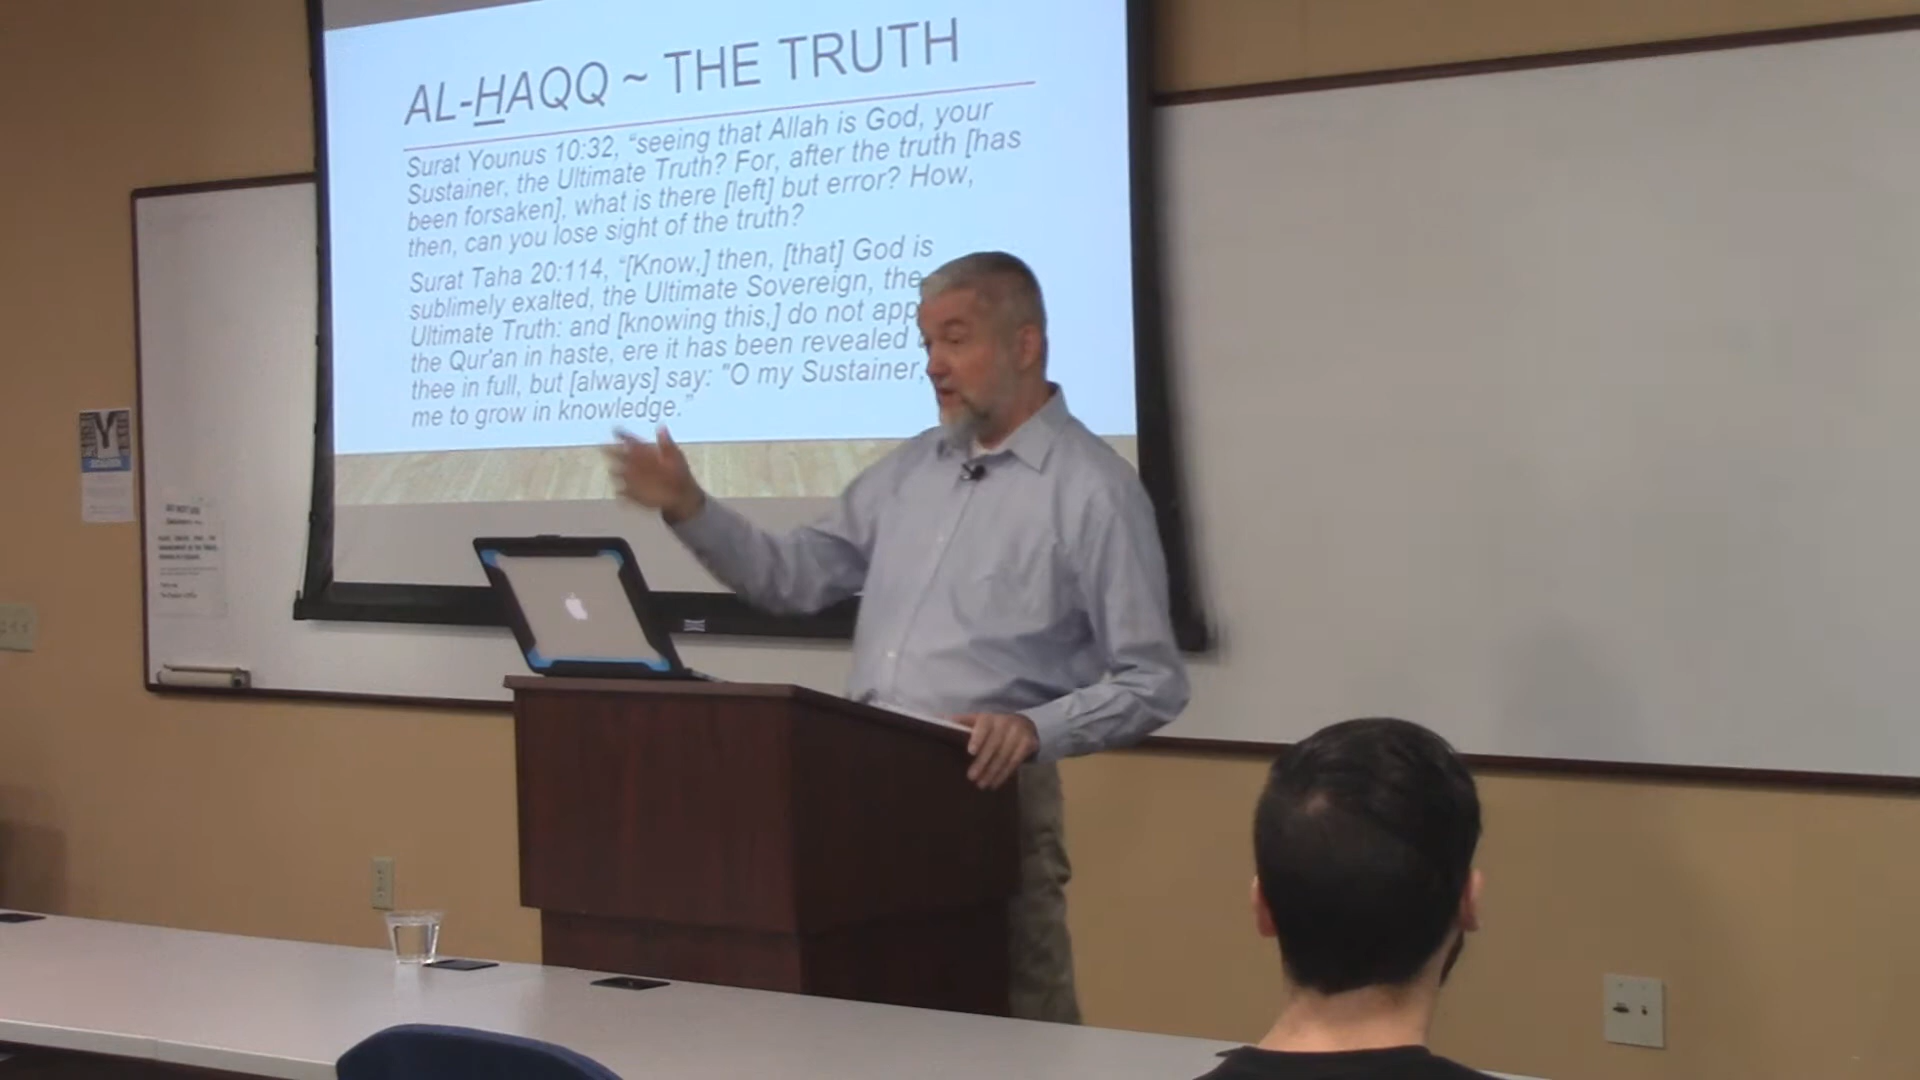 AL-HAQQ ~ THE TRUTH
Surat Younus 10:32, “seeing that Allah is God, your
Sustainer, the Ultimate Truth? For, after the truth [has
been forsaken], what is there [left] but error? How,
then, can you lose sight of the truth?
Surat Taha 20:114, “[Know,] then, [that] God is
sublimely exalted, the Ultimate Sovereign, the
Ultimate Truth: and [knowing this,] do not app
the Qur'an in haste, ere it has been revealed
thee in full, but [always] say: "O my Sustainer,
me to grow in knowledge.”